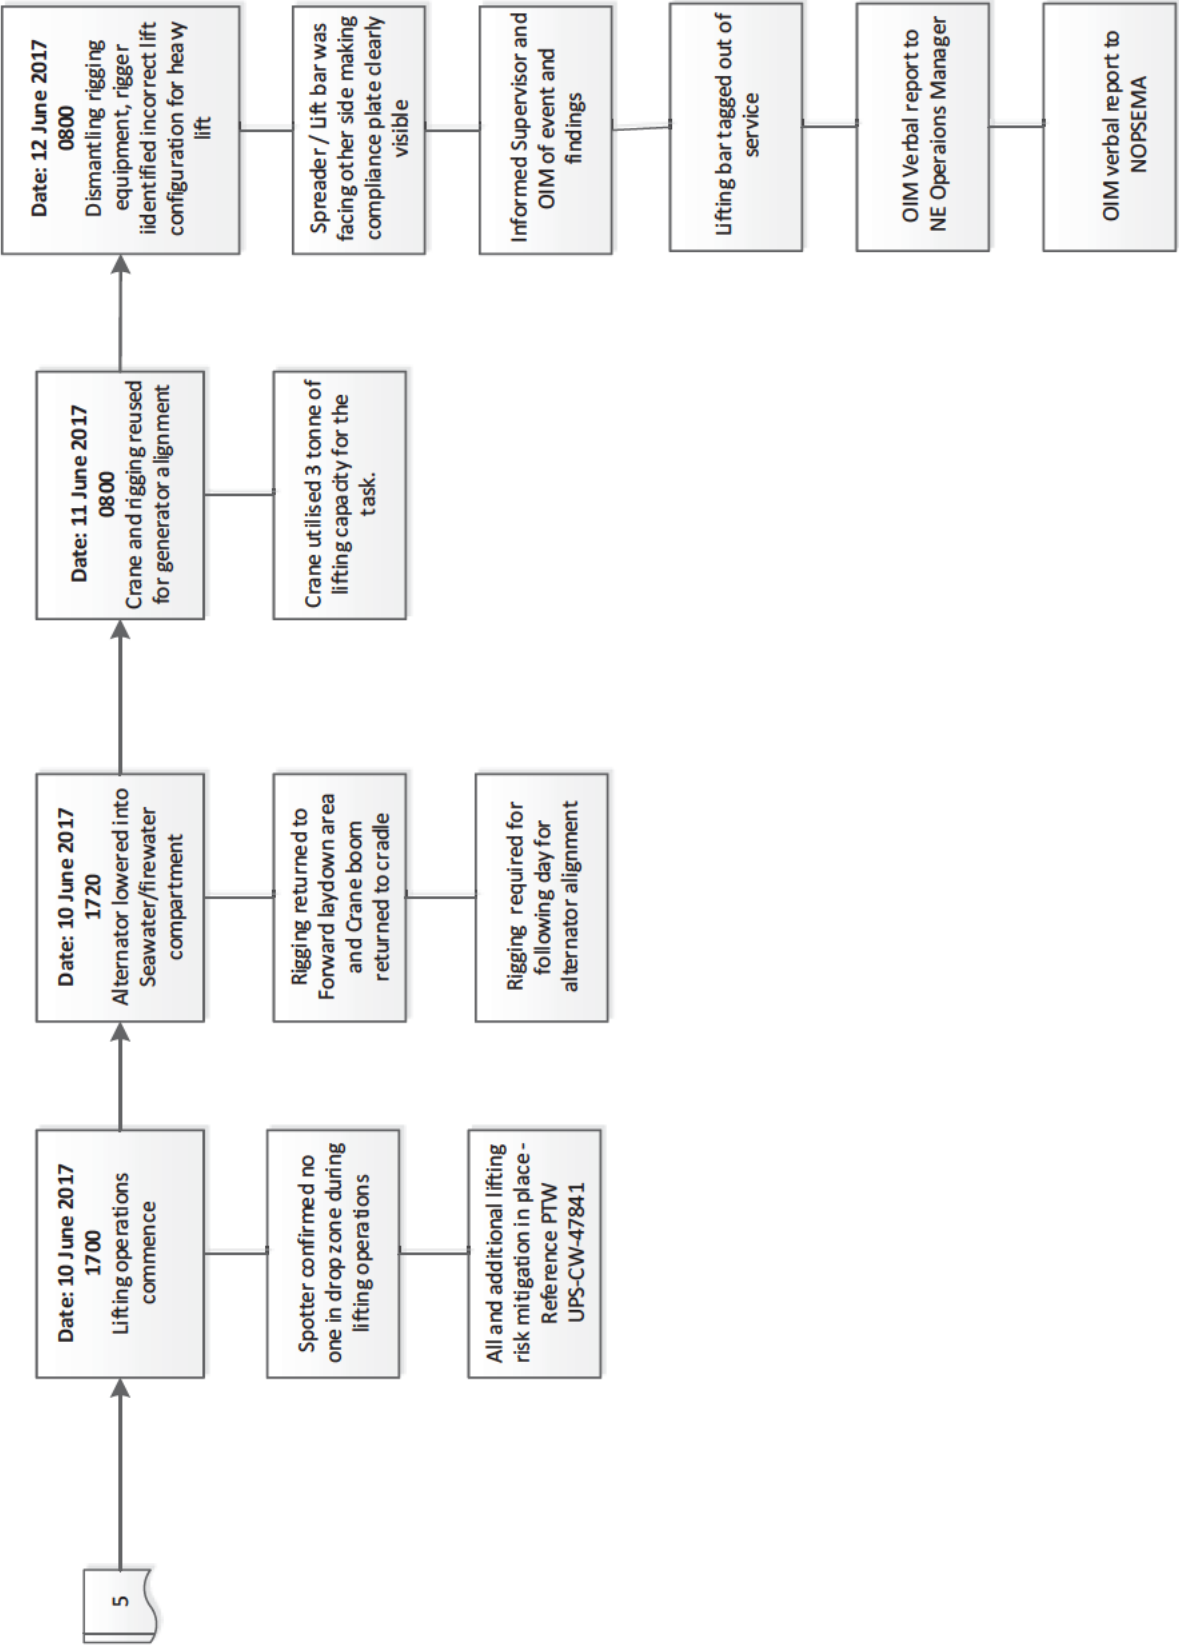 5
Date: 10 June 2017
1700
Lifting operations
commence
Spotter confirmed no
one in drop zone during
lifting operations
All and additional lifting
risk mitigation in place -
Reference PTW
UPS-CW-47841
Date: 10 June 2017
1720
Alternator lowered into
Seawater/firewater
compartment
Rigging returned to
Forward laydown area
and Crane boom
returned to cradle
Rigging required for
following day for
alternator alignment
Date: 11 June 2017
0800
Crane and rigging reused
for generator alignment
Crane utilised 3 tonne of
lifting capacity for the
task.
Date: 12 June 2017
0800
Dismantling rigging
equipment, rigger
iidentified incorrect lift
configuration for heavy
lift
Spreader / Lift bar was
facing other side making
compliance plate clearly
visible
Informed Supervisor and
OIM of event and
findings
Lifting bar tagged out of
service
OIM Verbal report to
NE Operaions Manager
OIM verbal report to
NOPSEMA